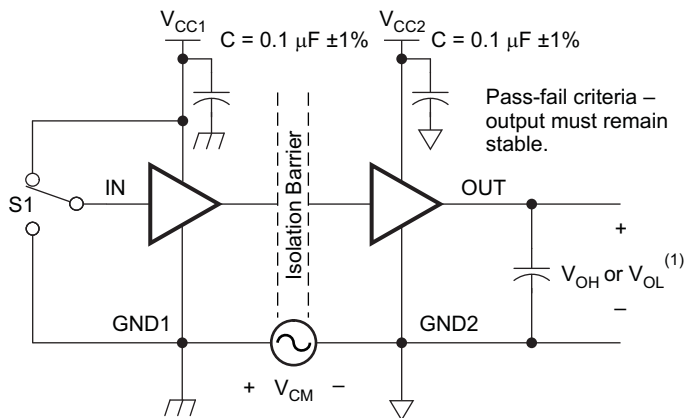 V_CC1
C = 0.1 μF ±1%
V_CC2
C = 0.1 μF ±1%
Pass-fail criteria –
output must remain
stable.
Isolation Barrier
IN
OUT
S1
+
V_OH or V_OL (1)
–
GND1
GND2
+ V_CM –